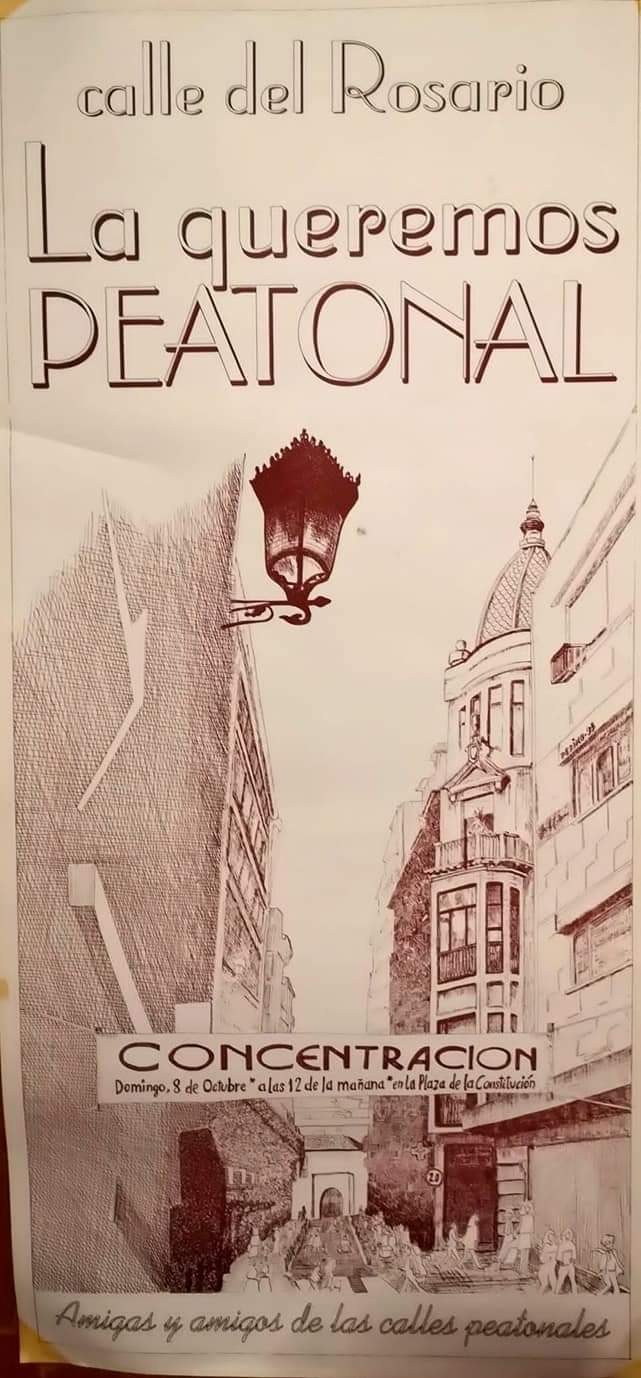 calle del Rosario
La queremos
PEATONAL
CONCENTRACION
Domingo, 8 de Octubre * a las 12 de la mañana * en la Plaza de la Constitución
20
Amigas y amigos de las calles peatonales